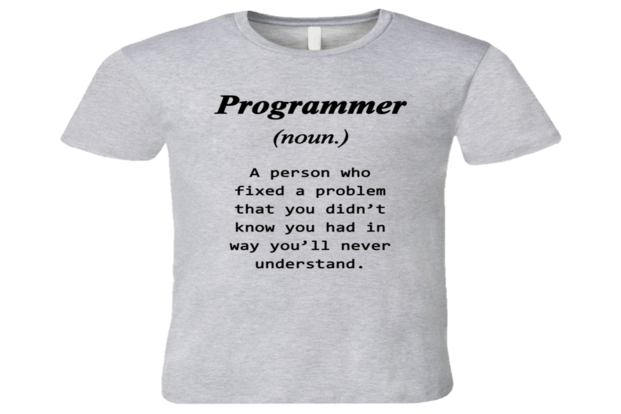 Programmer
(noun.)
A person who
fixed a problem
that you didn't
know you had in
way you'll never
understand.